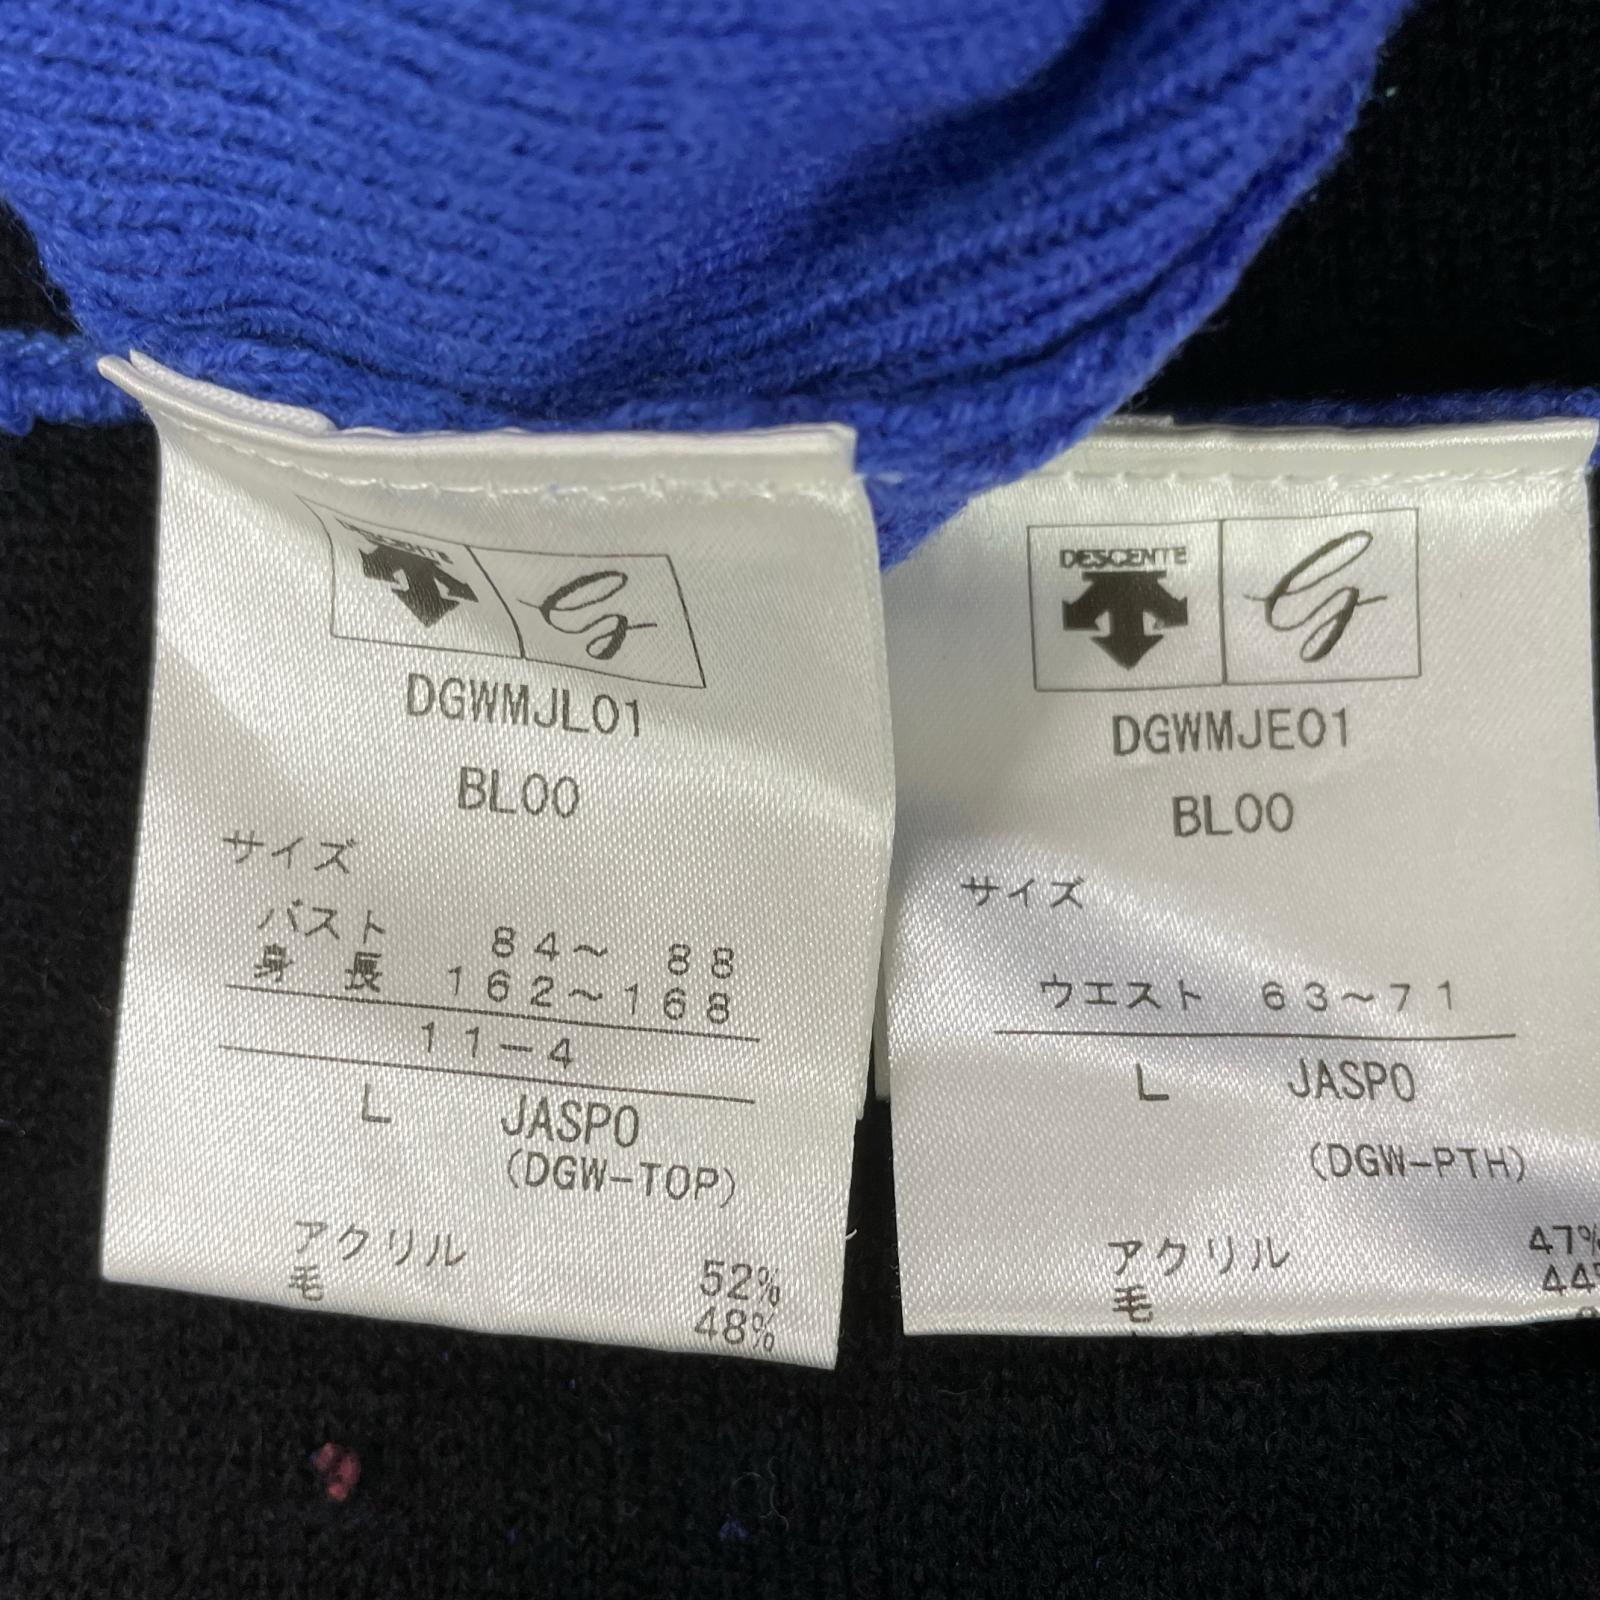 DESCENTE
G
DGWMJL01
BL00
サイズ
バスト 84～ 88
身 長 162～168
11-4
L JASPO
(DGW-TOP)
アクリル 52%
毛 48%
DESCENTE
G
DGWMJE01
BL00
サイズ
ウエスト 63～71
L JASPO
(DGW-PTH)
アクリル 47%
毛 44%